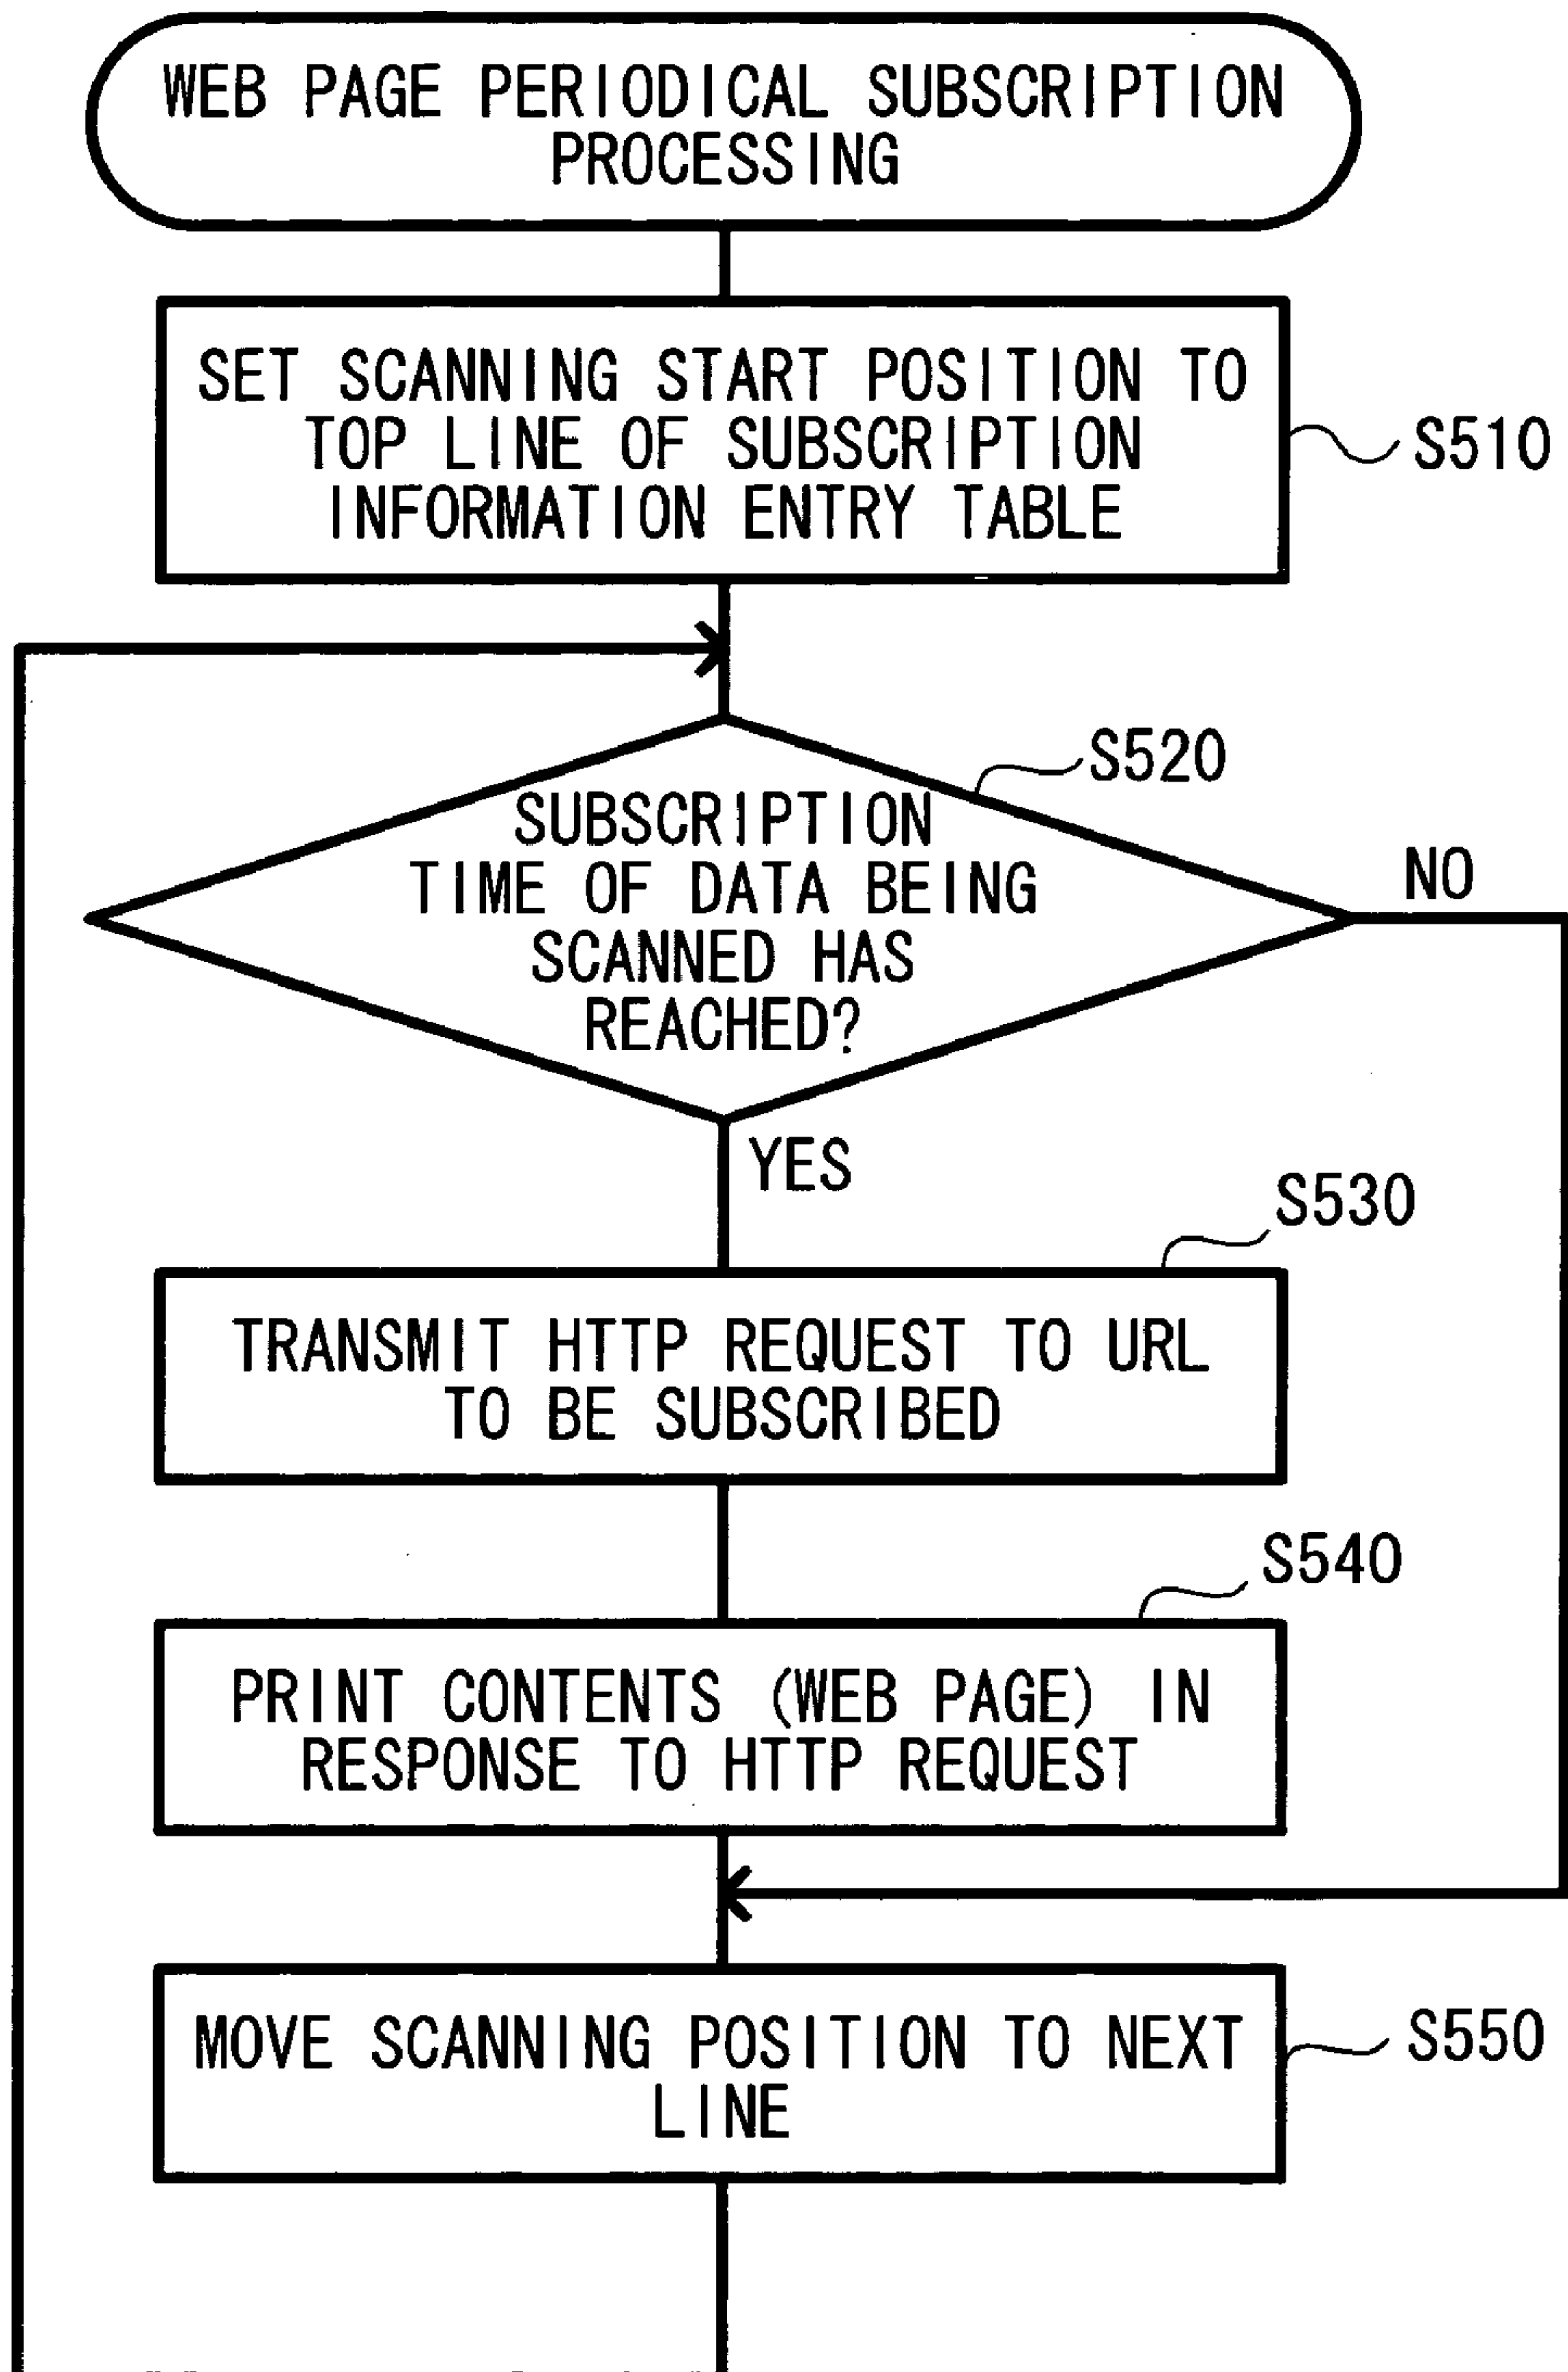 WEB PAGE PERIODICAL SUBSCRIPTION
PROCESSING
SET SCANNING START POSITION TO
TOP LINE OF SUBSCRIPTION
INFORMATION ENTRY TABLE
S510
S520
SUBSCRIPTION
TIME OF DATA BEING
SCANNED HAS
REACHED?
NO
YES
S530
TRANSMIT HTTP REQUEST TO URL
TO BE SUBSCRIBED
S540
PRINT CONTENTS (WEB PAGE) IN
RESPONSE TO HTTP REQUEST
MOVE SCANNING POSITION TO NEXT
LINE
S550